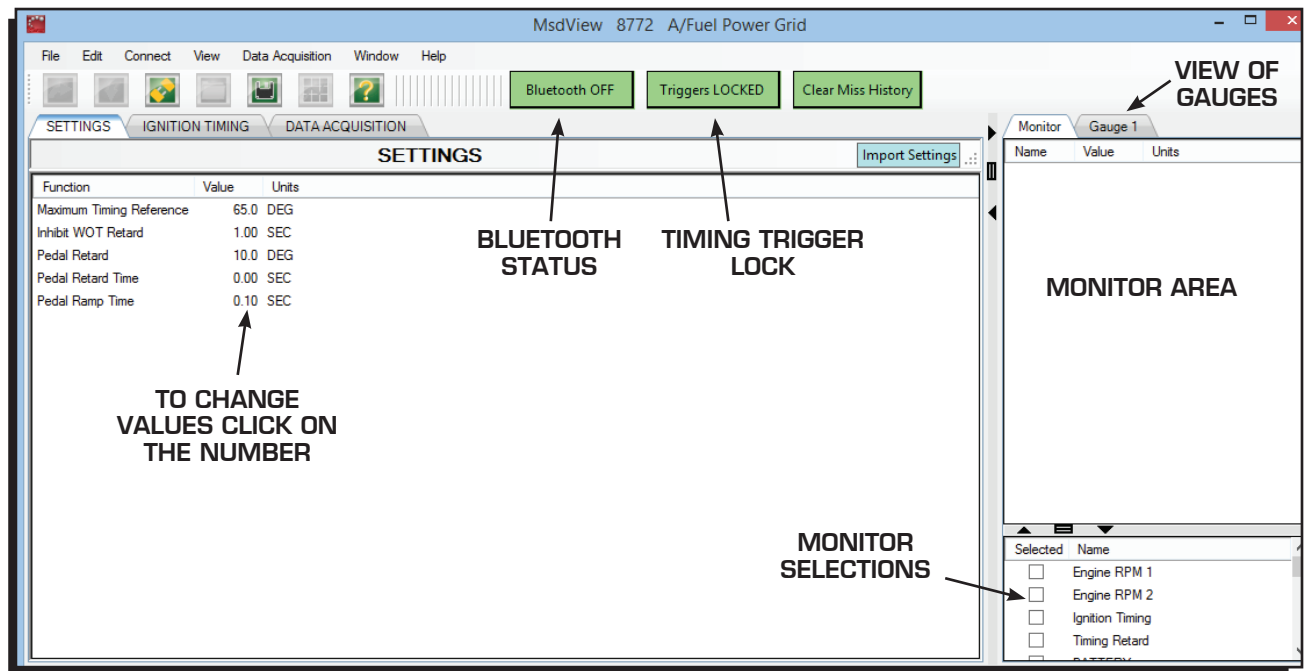 MsdView 8772 A/Fuel Power Grid
File Edit Connect View Data Acquisition Window Help
Bluetooth OFF Triggers LOCKED Clear Miss History
VIEW OF
GAUGES
SETTINGS IGNITION TIMING DATA ACQUISITION
Monitor Gauge 1
SETTINGS
Import Settings
Name Value Units
Function Value Units
Maximum Timing Reference 65.0 DEG
Inhibit WOT Retard 1.00 SEC
Pedal Retard 10.0 DEG
Pedal Retard Time 0.00 SEC
Pedal Ramp Time 0.10 SEC
BLUETOOTH
STATUS
TIMING TRIGGER
LOCK
MONITOR AREA
TO CHANGE
VALUES CLICK ON
THE NUMBER
MONITOR
SELECTIONS
Selected Name
Engine RPM 1
Engine RPM 2
Ignition Timing
Timing Retard
BATTERY